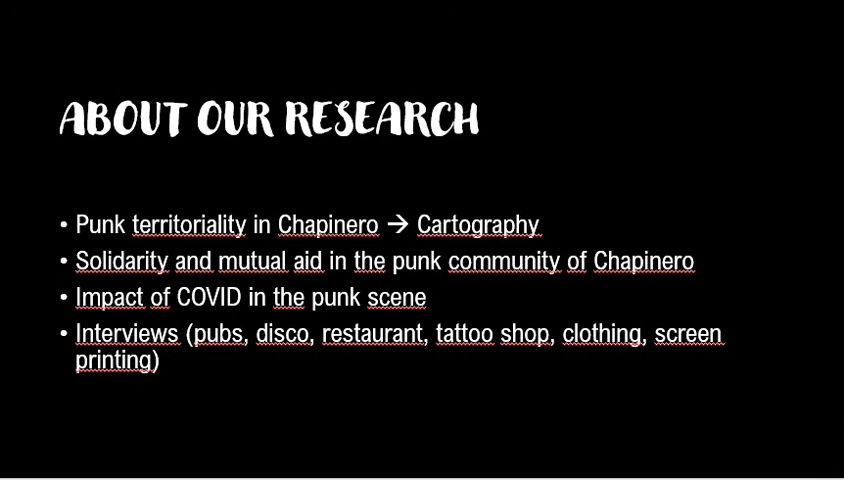 ABOUT OUR RESEARCH
• Punk territoriality in Chapinero → Cartography
• Solidarity and mutual aid in the punk community of Chapinero
• Impact of COVID in the punk scene
• Interviews (pubs, disco, restaurant, tattoo shop, clothing, screen
printing)